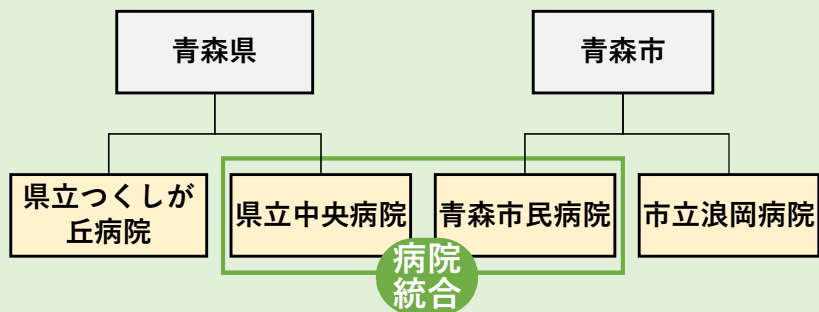 青森県
青森市
県立つくしが
丘病院
県立中央病院
青森市民病院
市立浪岡病院
病院
統合